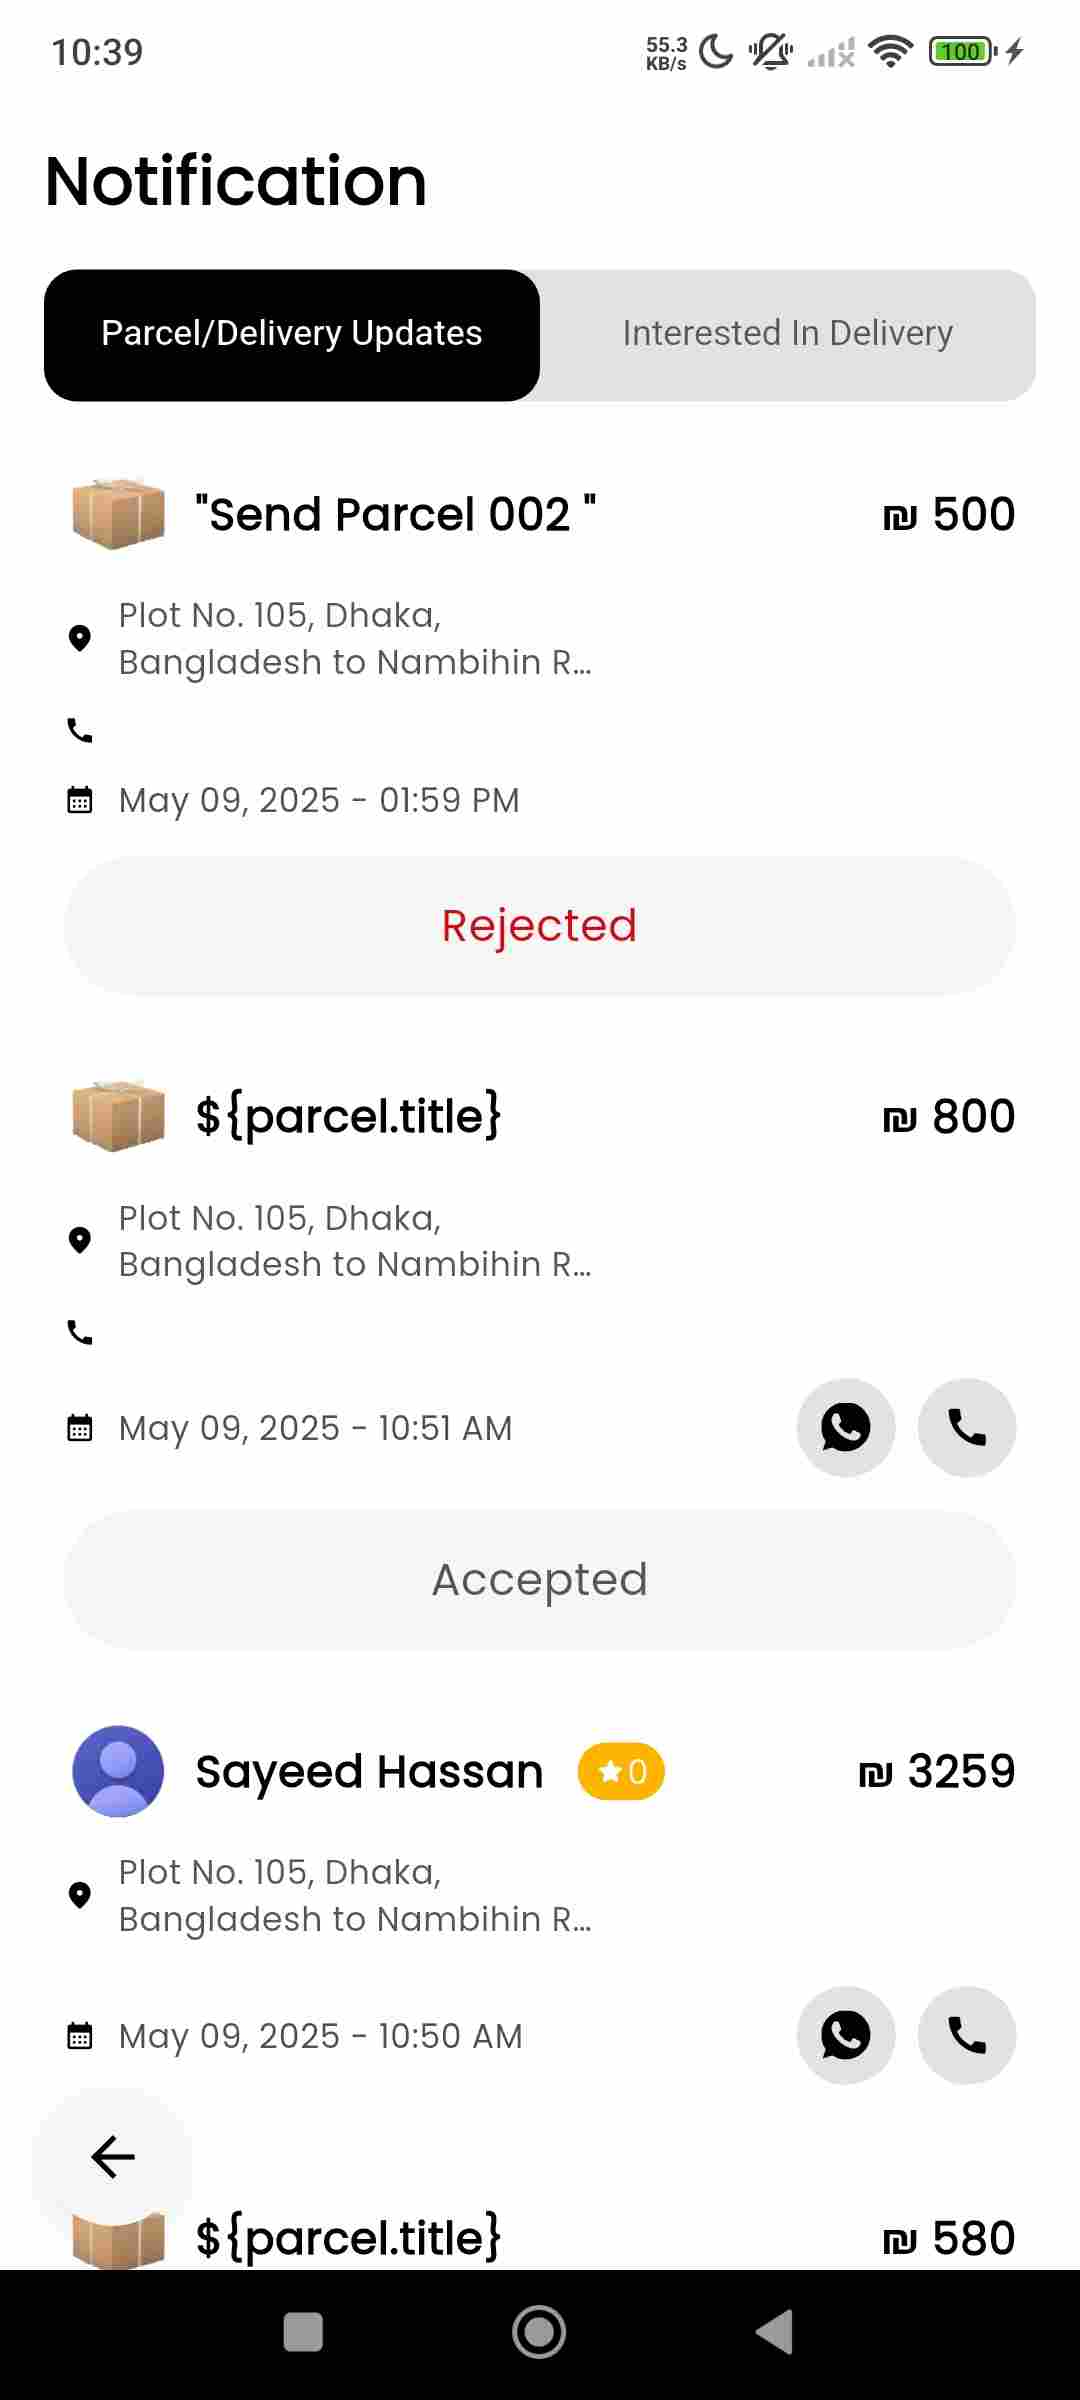 10:39
55.3
KB/s
100
Notification
Parcel/Delivery Updates
Interested In Delivery
"Send Parcel 002 "
₪ 500
Plot No. 105, Dhaka,
Bangladesh to Nambihin R...
May 09, 2025 - 01:59 PM
Rejected
${parcel.title}
₪ 800
Plot No. 105, Dhaka,
Bangladesh to Nambihin R...
May 09, 2025 - 10:51 AM
Accepted
Sayeed Hassan
0
₪ 3259
Plot No. 105, Dhaka,
Bangladesh to Nambihin R...
May 09, 2025 - 10:50 AM
${parcel.title}
₪ 580